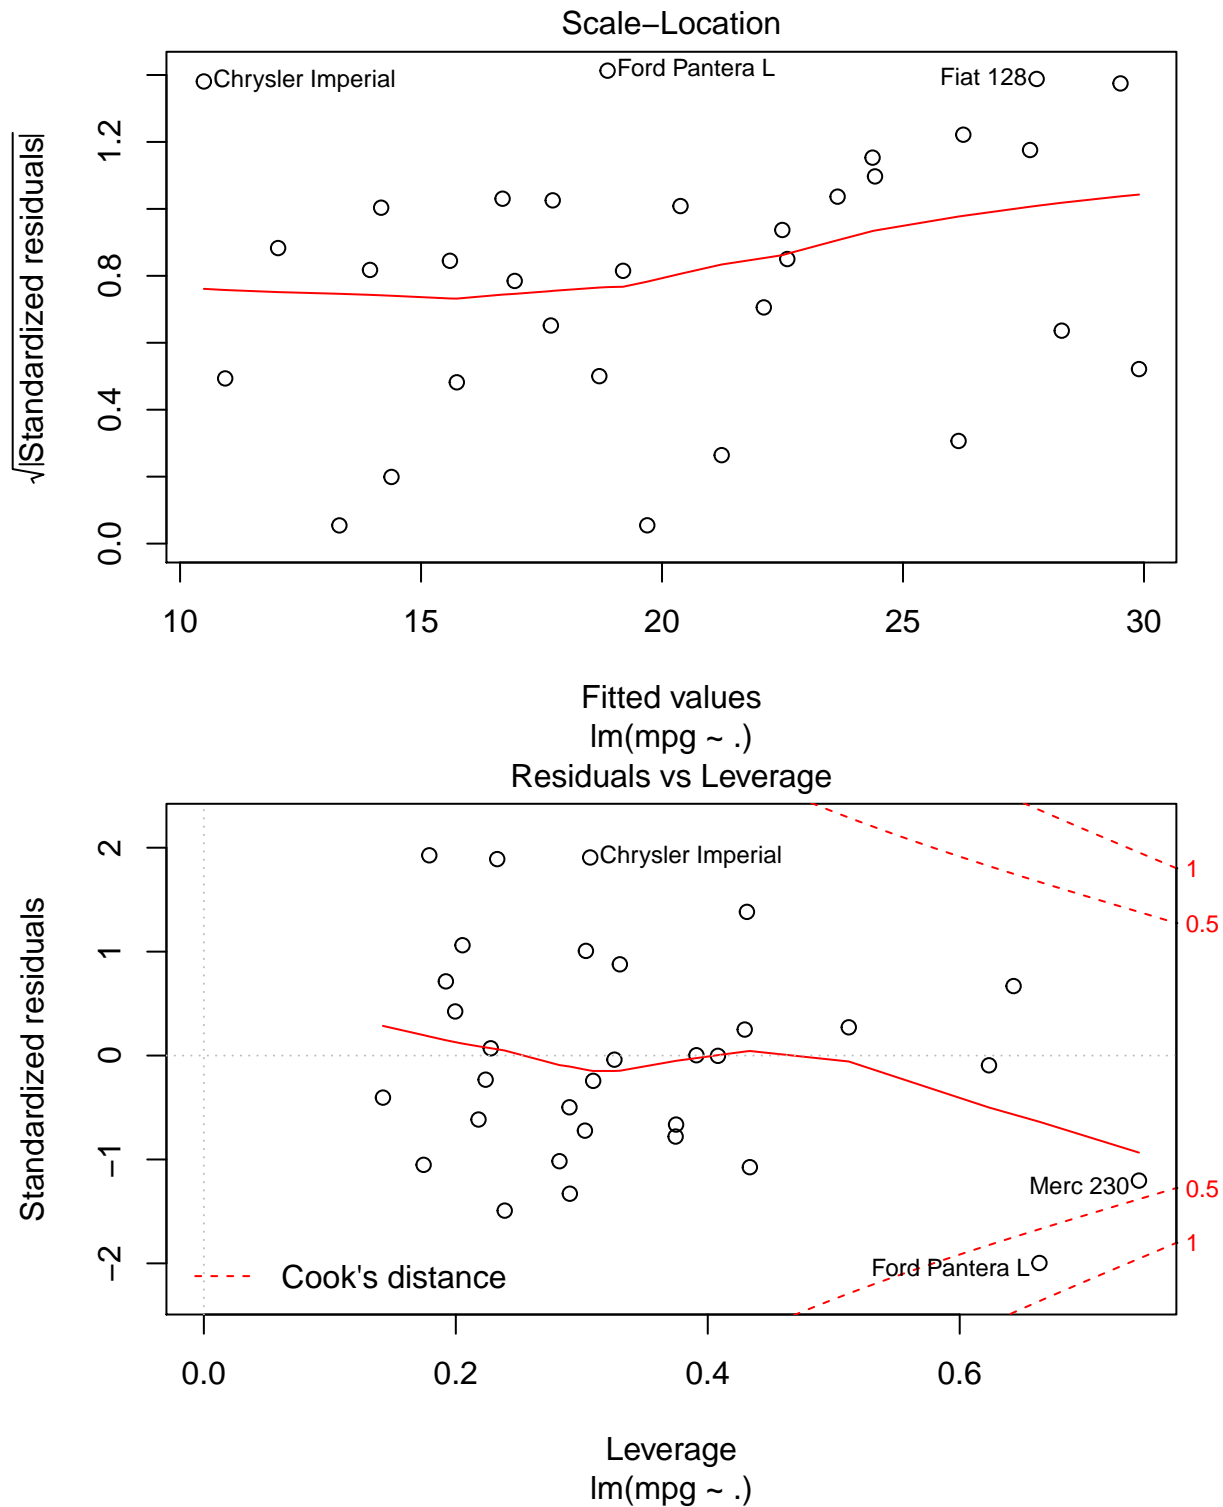 Scale−Location
Chrysler Imperial
Ford Pantera L
Fiat 128
√|Standardized residuals|
0.0 0.4 0.8 1.2
10 15 20 25 30
Fitted values
lm(mpg ~ .)
Residuals vs Leverage
Chrysler Imperial
1
0.5
Standardized residuals
−2 −1 0 1 2
Merc 230
0.5
1
Ford Pantera L
Cook's distance
0.0 0.2 0.4 0.6
Leverage
lm(mpg ~ .)